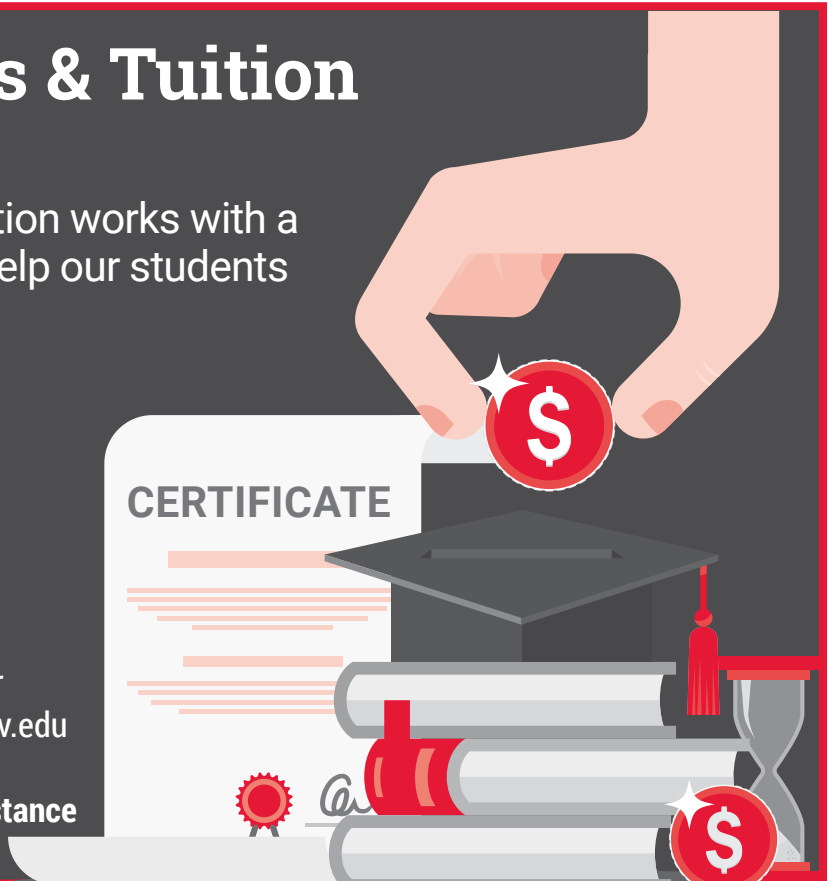 s & Tuition
tion works with a
elp our students
CERTIFICATE
$
v.edu
stance
$